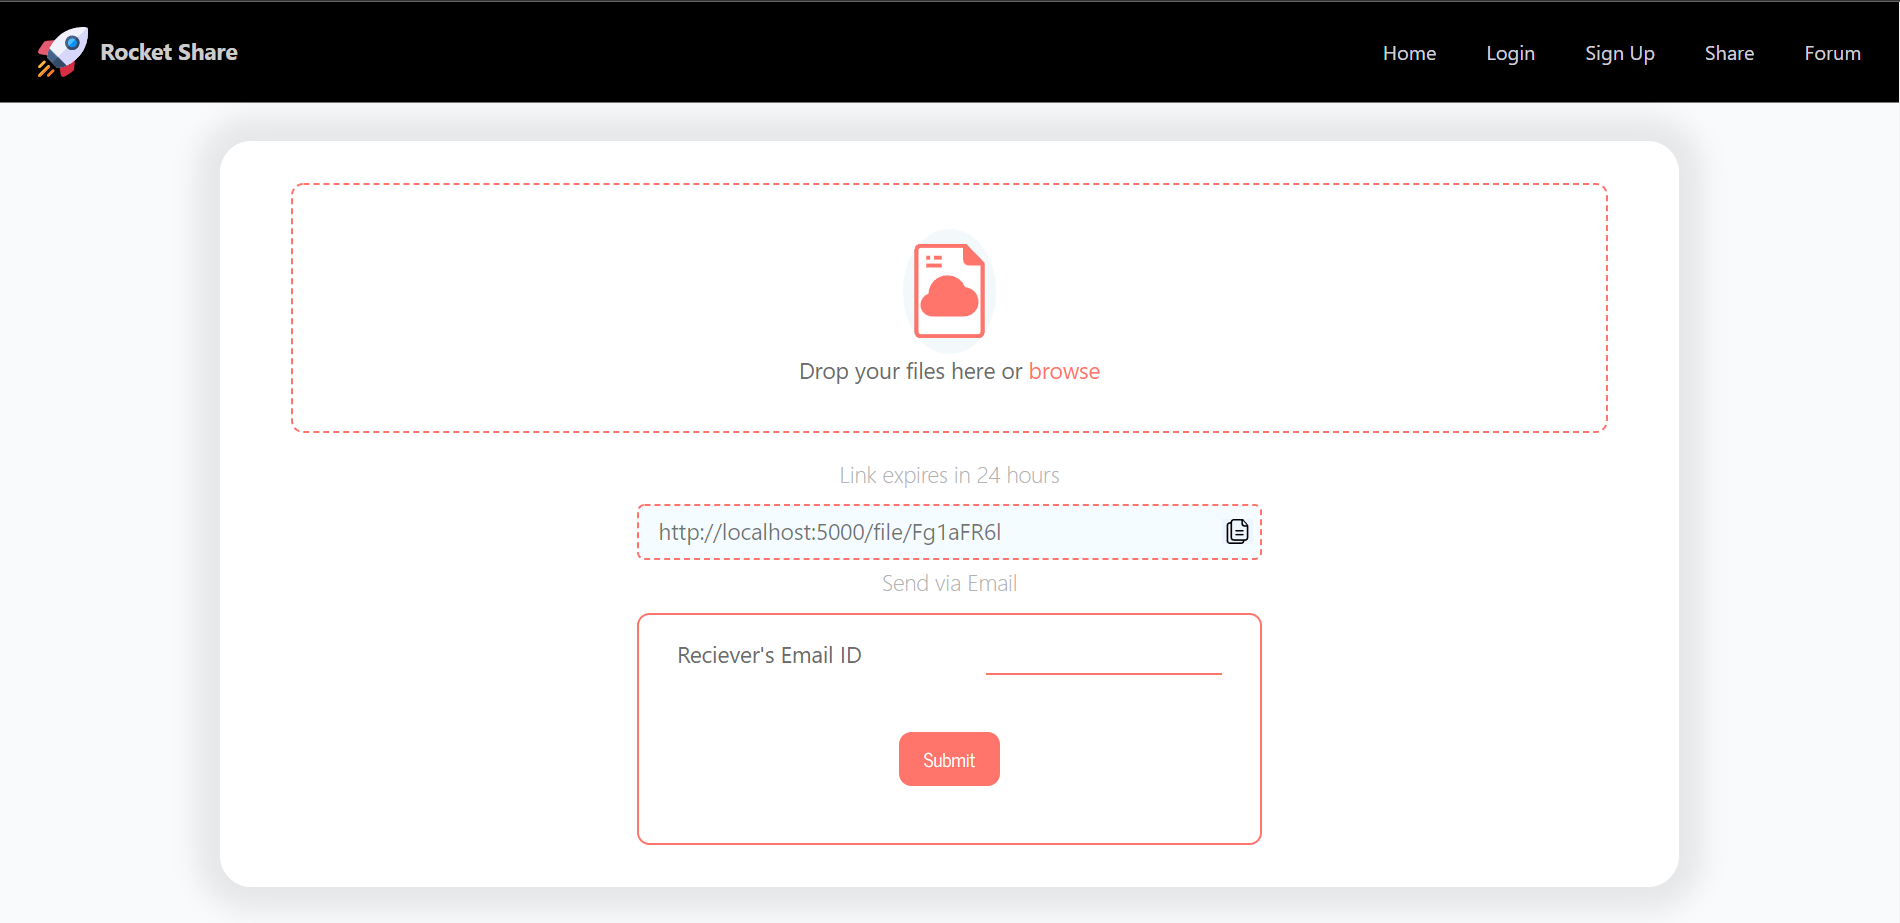 Rocket Share
Home Login Sign Up Share Forum
Drop your files here or browse
Link expires in 24 hours
http://localhost:5000/file/Fg1aFR6l
Send via Email
Reciever's Email ID
Submit